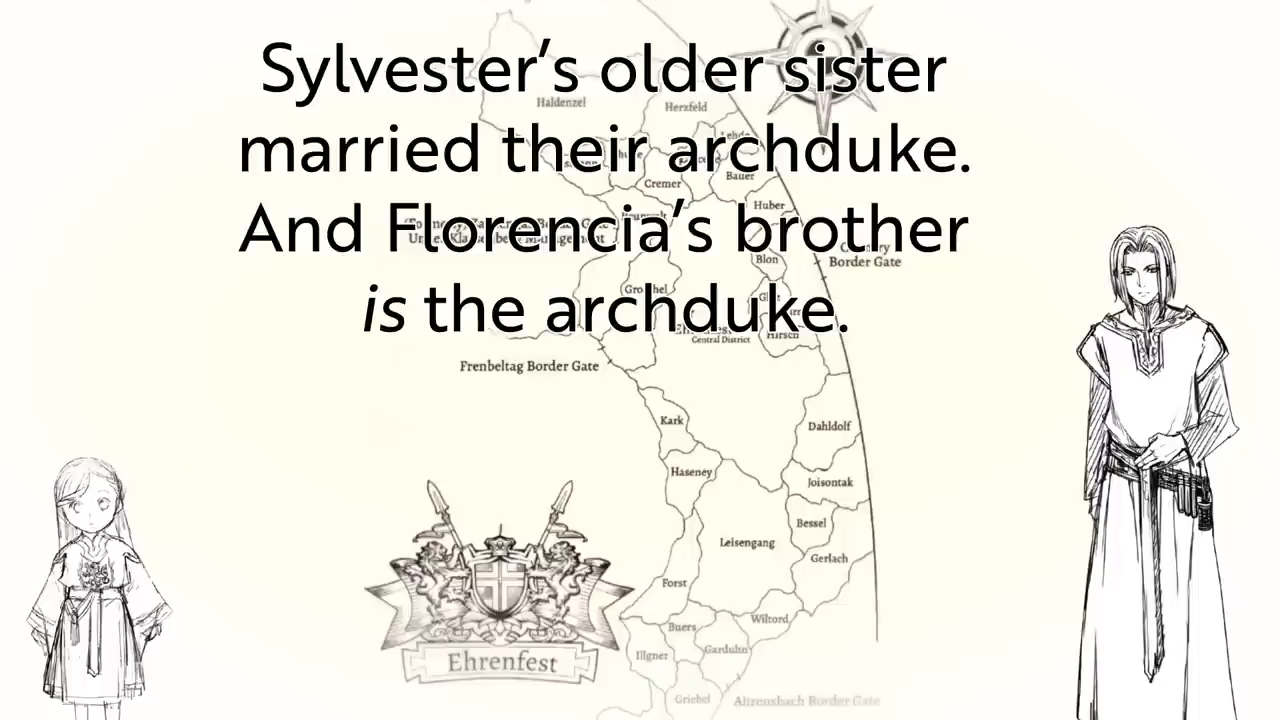 Sylvester’s older sister
married their archduke.
And Florencia’s brother
is the archduke.
Haldenzel
Herzfeld
Cremer
Bauer
Huber
Blon
Border Gate
Central District
Hirsch
Frenbeltag Border Gate
Kark
Dahldolf
Haseney
Joisontak
Bessel
Leisengang
Gerlach
Forst
Wiltord
Buers
Garduhn
Illgner
Ehrenfest
Griebel
Ahrensbach Border Gate